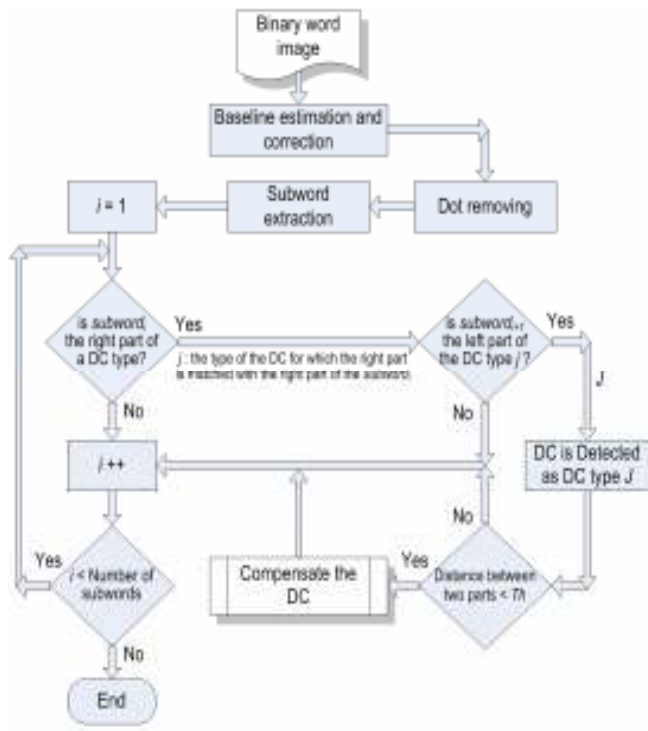 Binary word
image
Baseline estimation and
correction
Dot removing
Subword
extraction
i = 1
is subwordᵢ
the right part of
a DC type?
Yes
j : the type of the DC for which the right part
is matched with the right part of the subwordᵢ
is subwordᵢ₊₁
the left part of
the DC type j ?
Yes
J
No
No
i ++
DC is Detected
as DC type J
No
Yes
i < Number of
subwords
Compensate the
DC
Yes
Distance between
two parts < Th
No
End